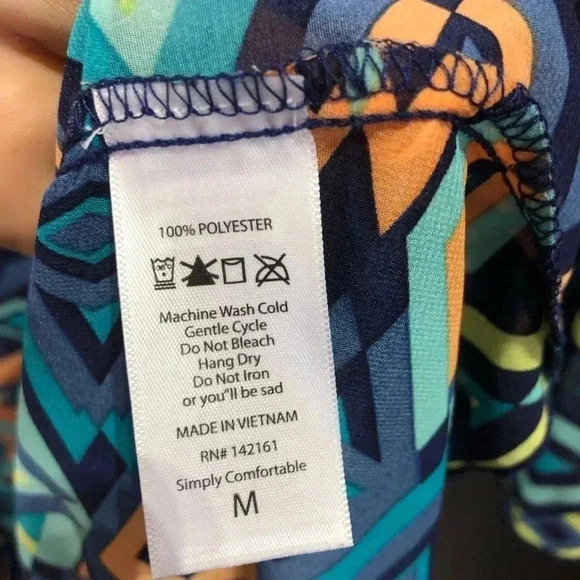 100% POLYESTER
Machine Wash Cold
Gentle Cycle
Do Not Bleach
Hang Dry
Do Not Iron
or you"ll be sad
MADE IN VIETNAM
RN# 142161
Simply Comfortable
M